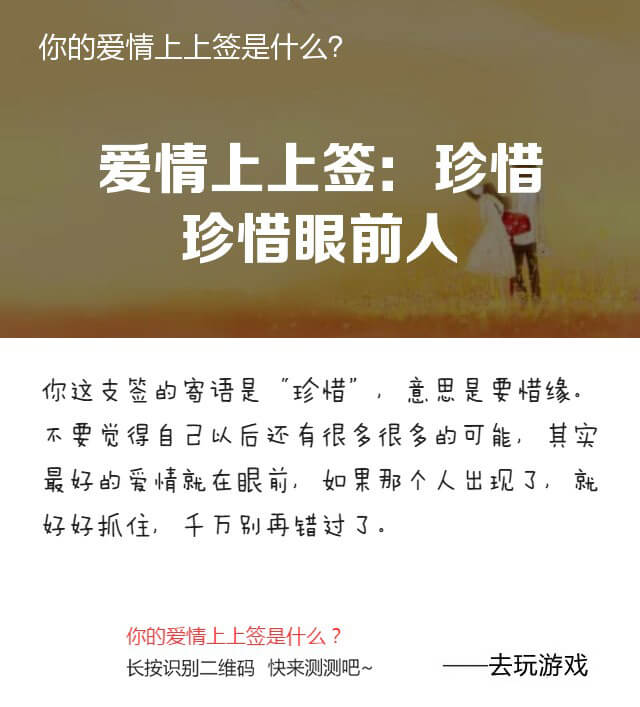 你的爱情上上签是什么?
爱情上上签：珍惜
珍惜眼前人
你这支签的寄语是“珍惜”，意思是要惜缘。
不要觉得自己以后还有很多很多的可能，其实
最好的爱情就在眼前，如果那个人出现了，就
好好抓住，千万别再错过了。
你的爱情上上签是什么？
长按识别二维码 快来测测吧~
——去玩游戏